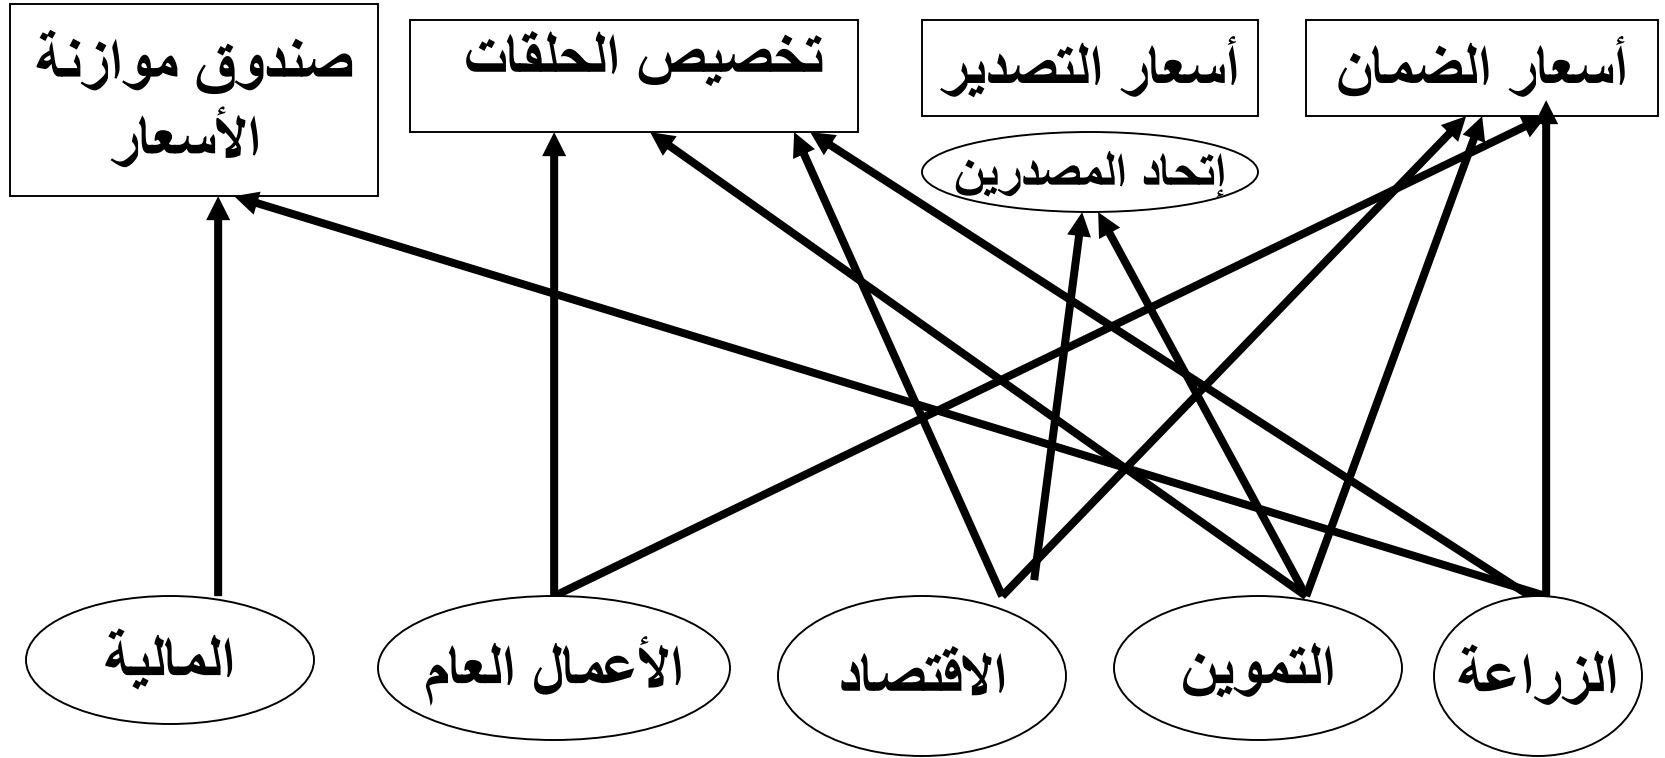 أسعار الضمان
أسعار التصدير
تخصيص الحلقات
صندوق موازنة
الأسعار
إتحاد المصدرين
الزراعة
التموين
الاقتصاد
الأعمال العام
المالية